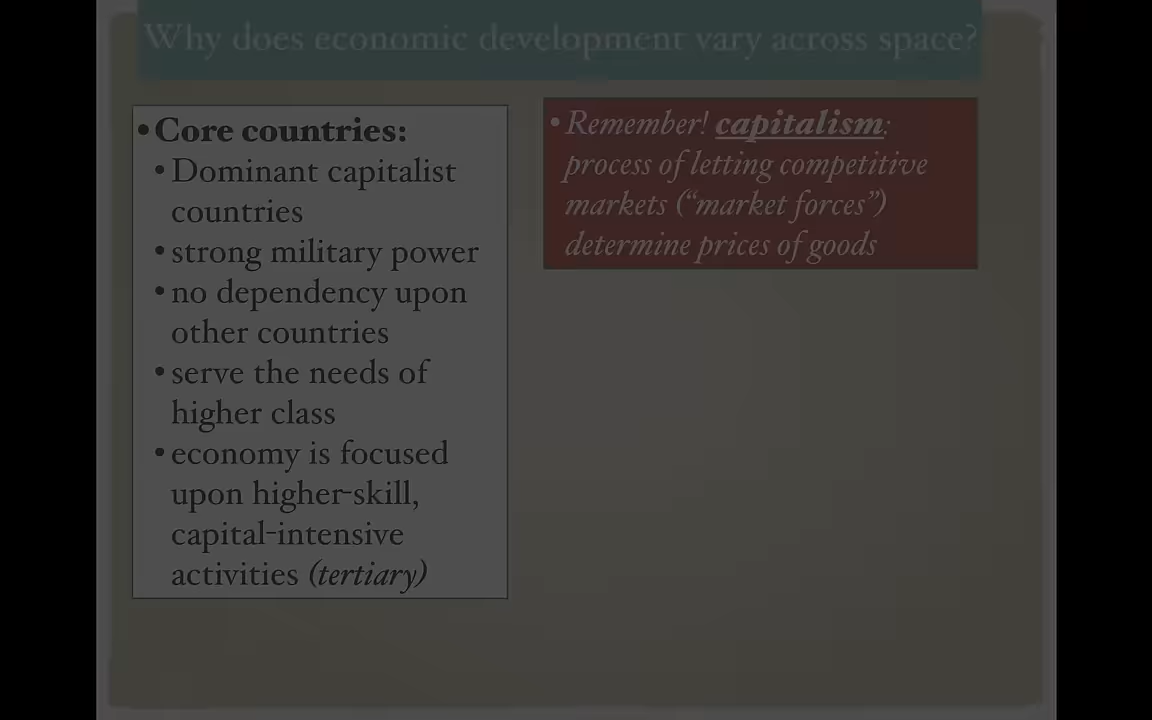 Why does economic development vary across space?
•Core countries:
•Dominant capitalist
countries
•strong military power
•no dependency upon
other countries
•serve the needs of
higher class
•economy is focused
upon higher-skill,
capital-intensive
activities (tertiary)
•Remember! capitalism:
process of letting competitive
markets (“market forces”)
determine prices of goods